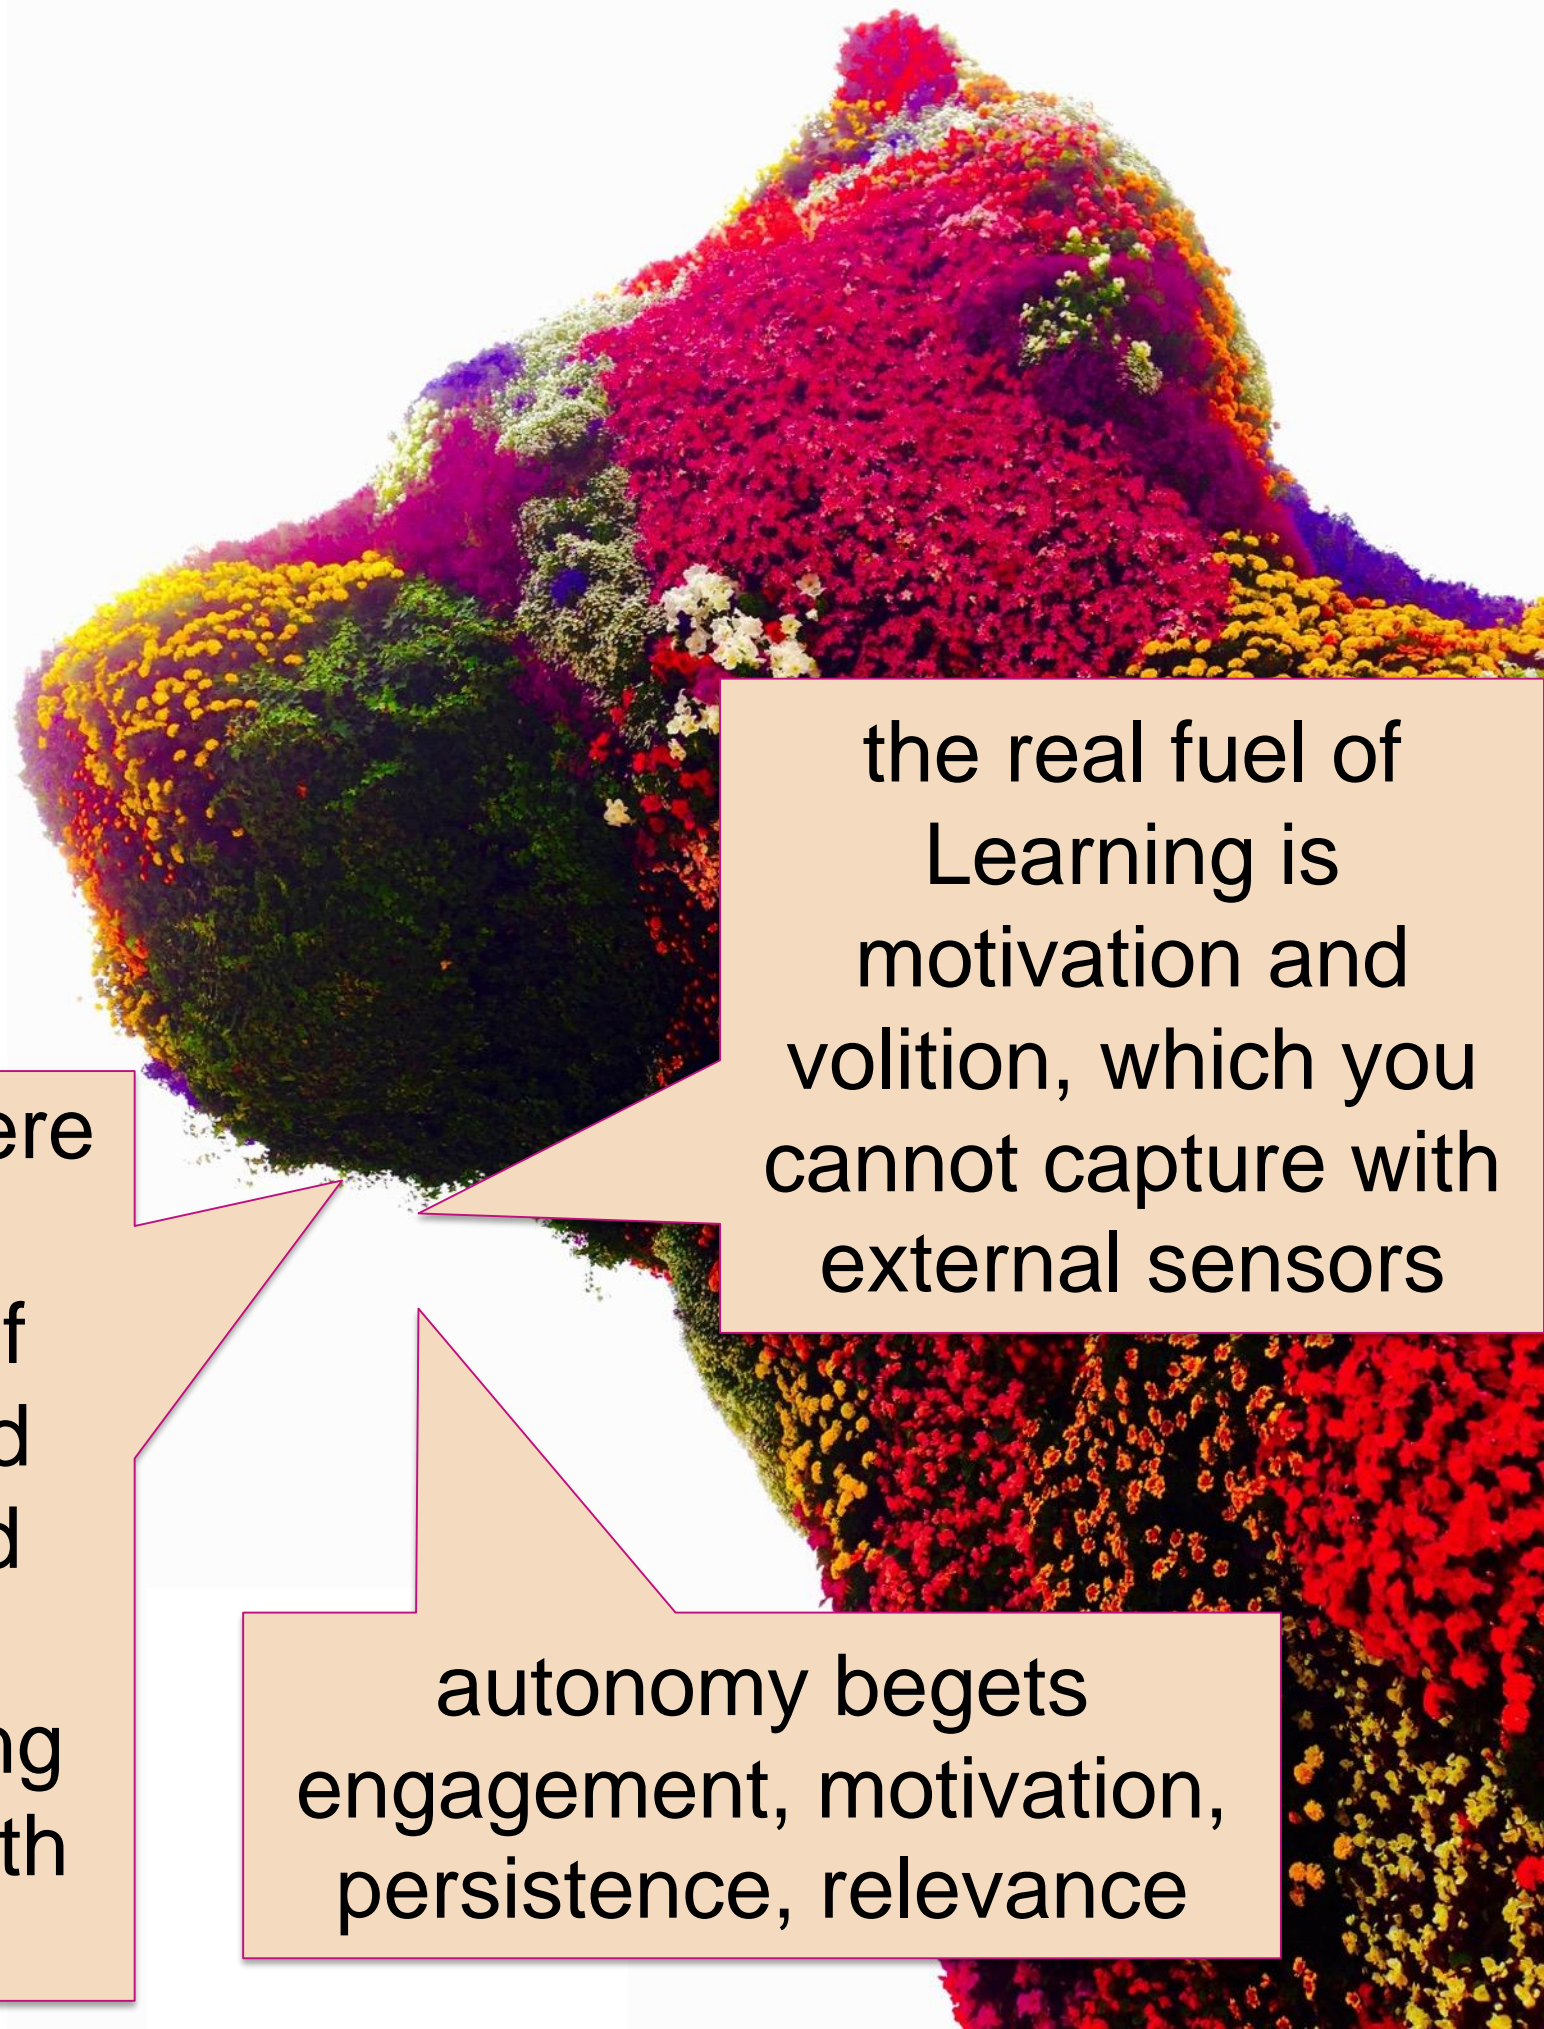 the real fuel of
Learning is
motivation and
volition, which you
cannot capture with
external sensors
autonomy begets
engagement, motivation,
persistence, relevance